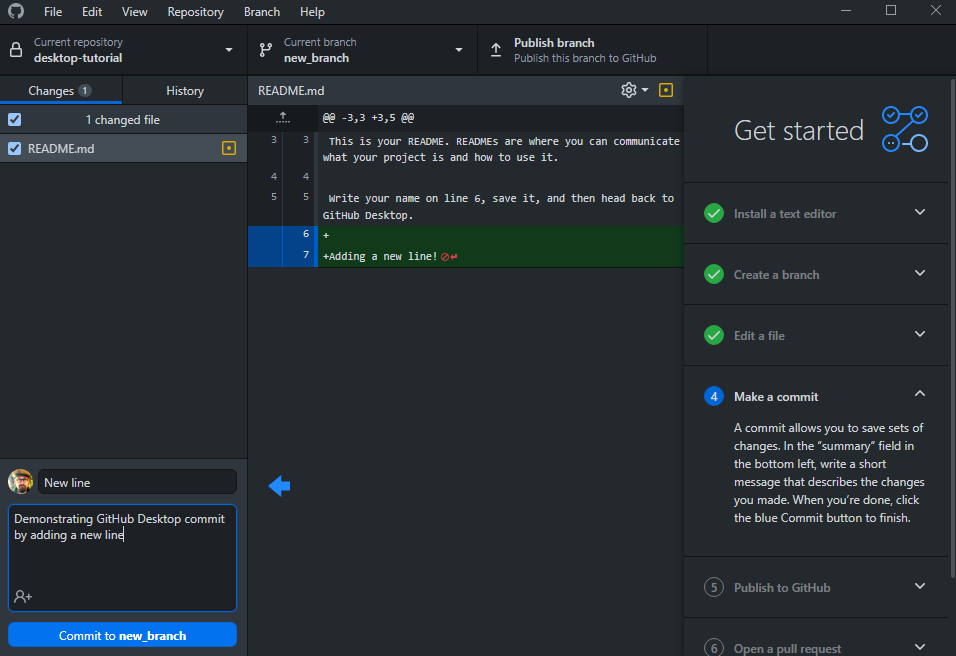 File Edit View Repository Branch Help
Current repository
desktop-tutorial
Current branch
new_branch
Publish branch
Publish this branch to GitHub
Changes 1 History
1 changed file
README.md
README.md
@@ -3,3 +3,5 @@
3 3 This is your README. READMEs are where you can communicate
what your project is and how to use it.
4 4
5 5 Write your name on line 6, save it, and then head back to
GitHub Desktop.
6 +
7 +Adding a new line!
New line
Demonstrating GitHub Desktop commit
by adding a new line
Commit to new_branch
Get started
Install a text editor
Create a branch
Edit a file
4 Make a commit
A commit allows you to save sets of
changes. In the “summary” field in
the bottom left, write a short
message that describes the changes
you made. When you’re done, click
the blue Commit button to finish.
5 Publish to GitHub
6 Open a pull request